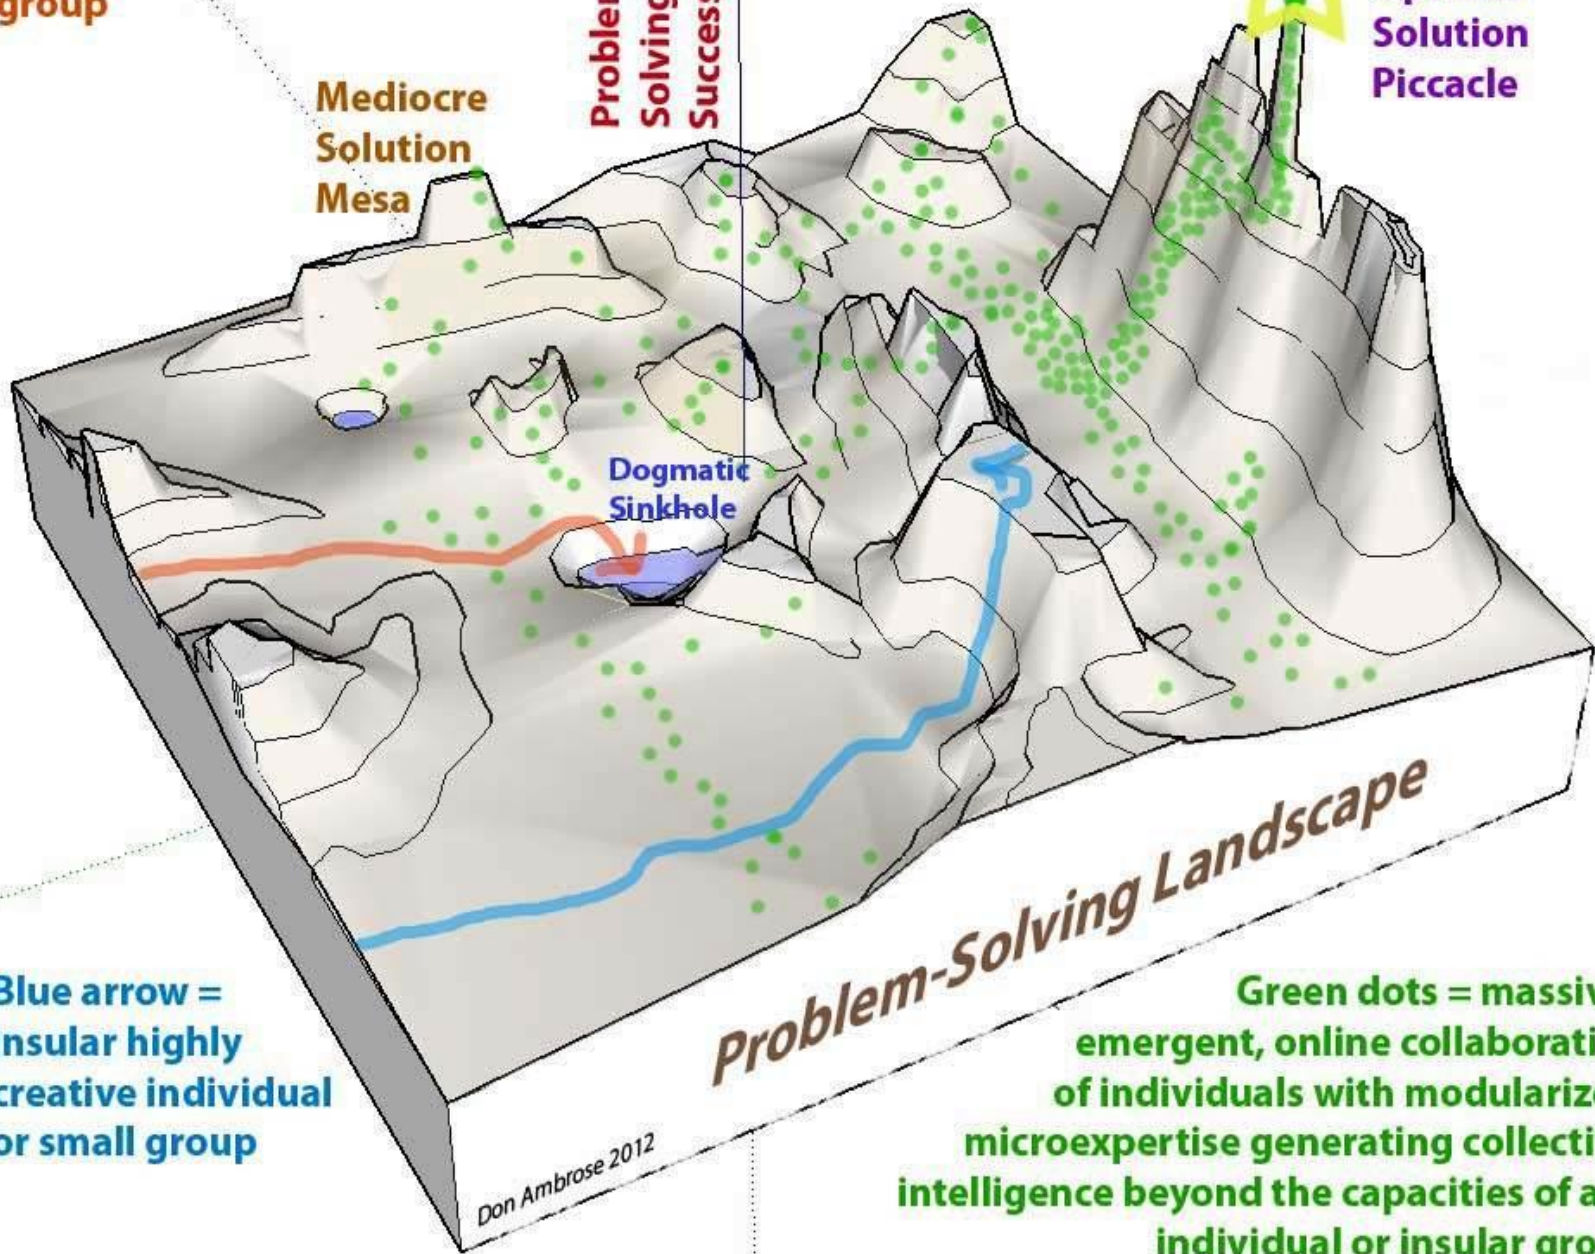 group
Mediocre
Solution
Mesa
Problem
Solving
Success
Solution
Piccacle
Dogmatic
Sinkhole
Problem-Solving Landscape
Blue arrow =
insular highly
creative individual
or small group
Don Ambrose 2012
Green dots = massiv
emergent, online collaborati
of individuals with modulariz
microexpertise generating collecti
intelligence beyond the capacities of a
individual or insular gro